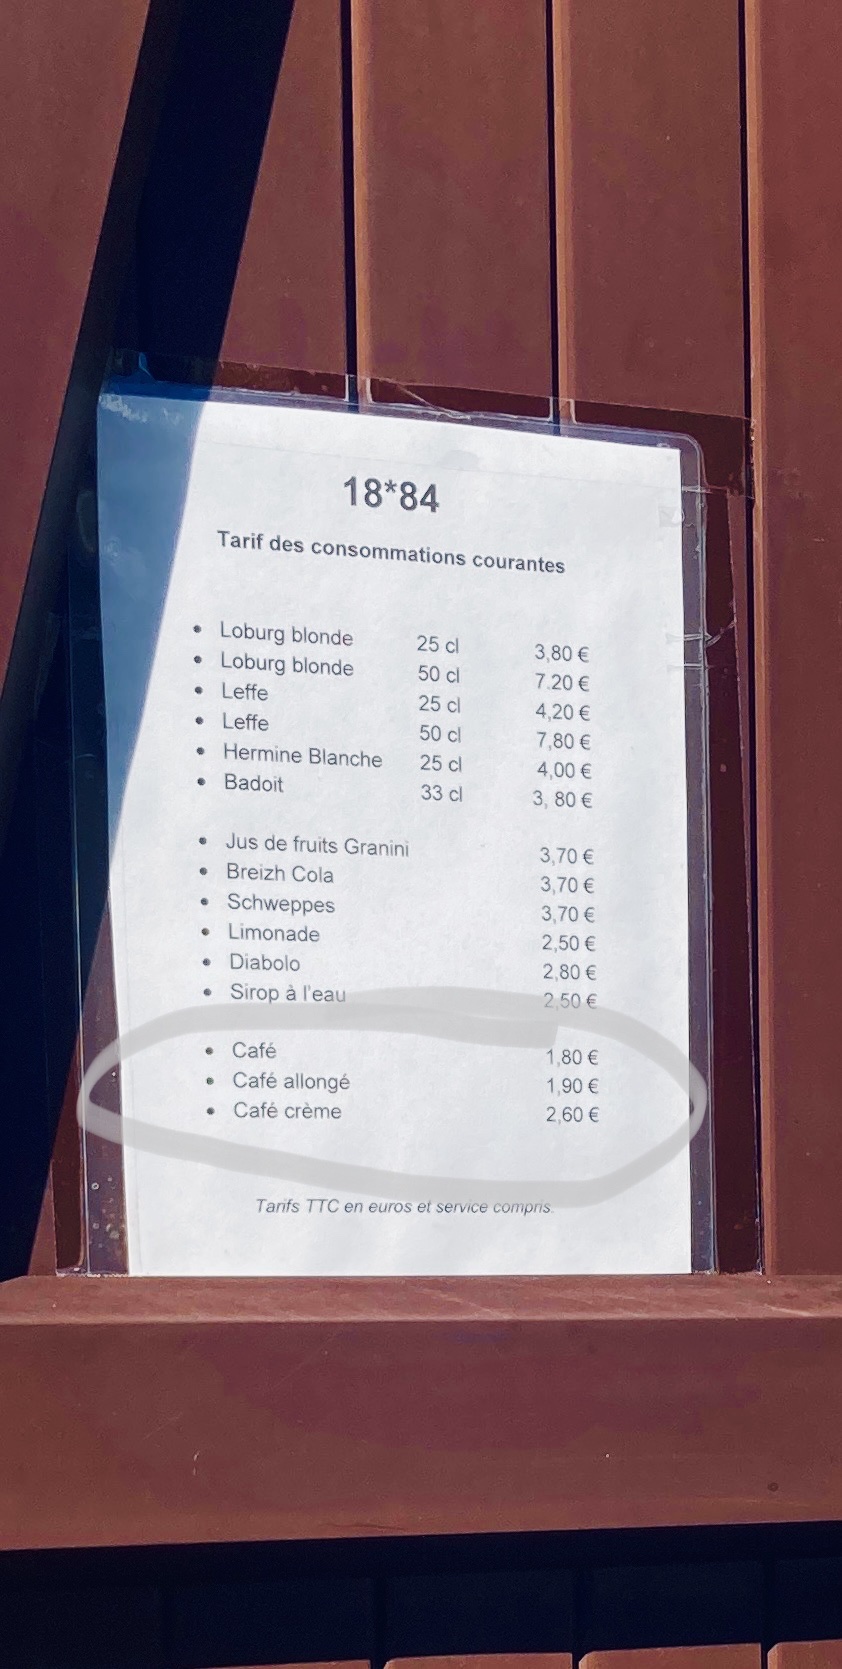 18*84
Tarif des consommations courantes
• Loburg blonde 25 cl 3,80 €
• Loburg blonde 50 cl 7.20 €
• Leffe 25 cl 4,20 €
• Leffe 50 cl 7,80 €
• Hermine Blanche 25 cl 4,00 €
• Badoit 33 cl 3, 80 €
• Jus de fruits Granini 3,70 €
• Breizh Cola 3,70 €
• Schweppes 3,70 €
• Limonade 2,50 €
• Diabolo 2,80 €
• Sirop à l'eau 2,50 €
• Café 1,80 €
• Café allongé 1,90 €
• Café crème 2,60 €
Tarifs TTC en euros et service compris.